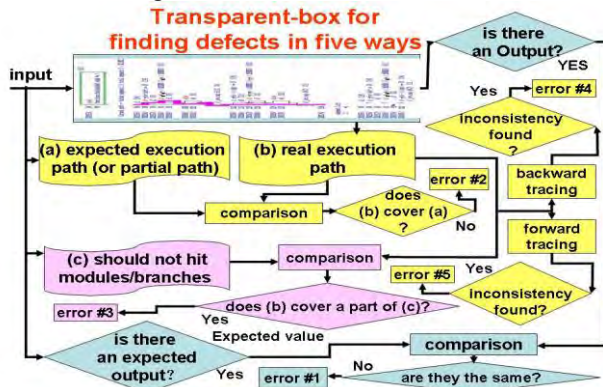 Transparent-box for
finding defects in five ways
is there
an Output?
YES
input
Yes
error #4
inconsistency
found
?
(a) expected execution
path (or partial path)
(b) real execution
path
error #2
backward
tracing
comparison
does
(b) cover (a)
?
No
forward
tracing
(c) should not hit
modules/branches
comparison
Yes
error #5
inconsistency
found?
error #3
does (b) cover a part of (c)?
Yes
Expected value
is there
an expected
output?
Yes
comparison
No
error #1
are they the same?